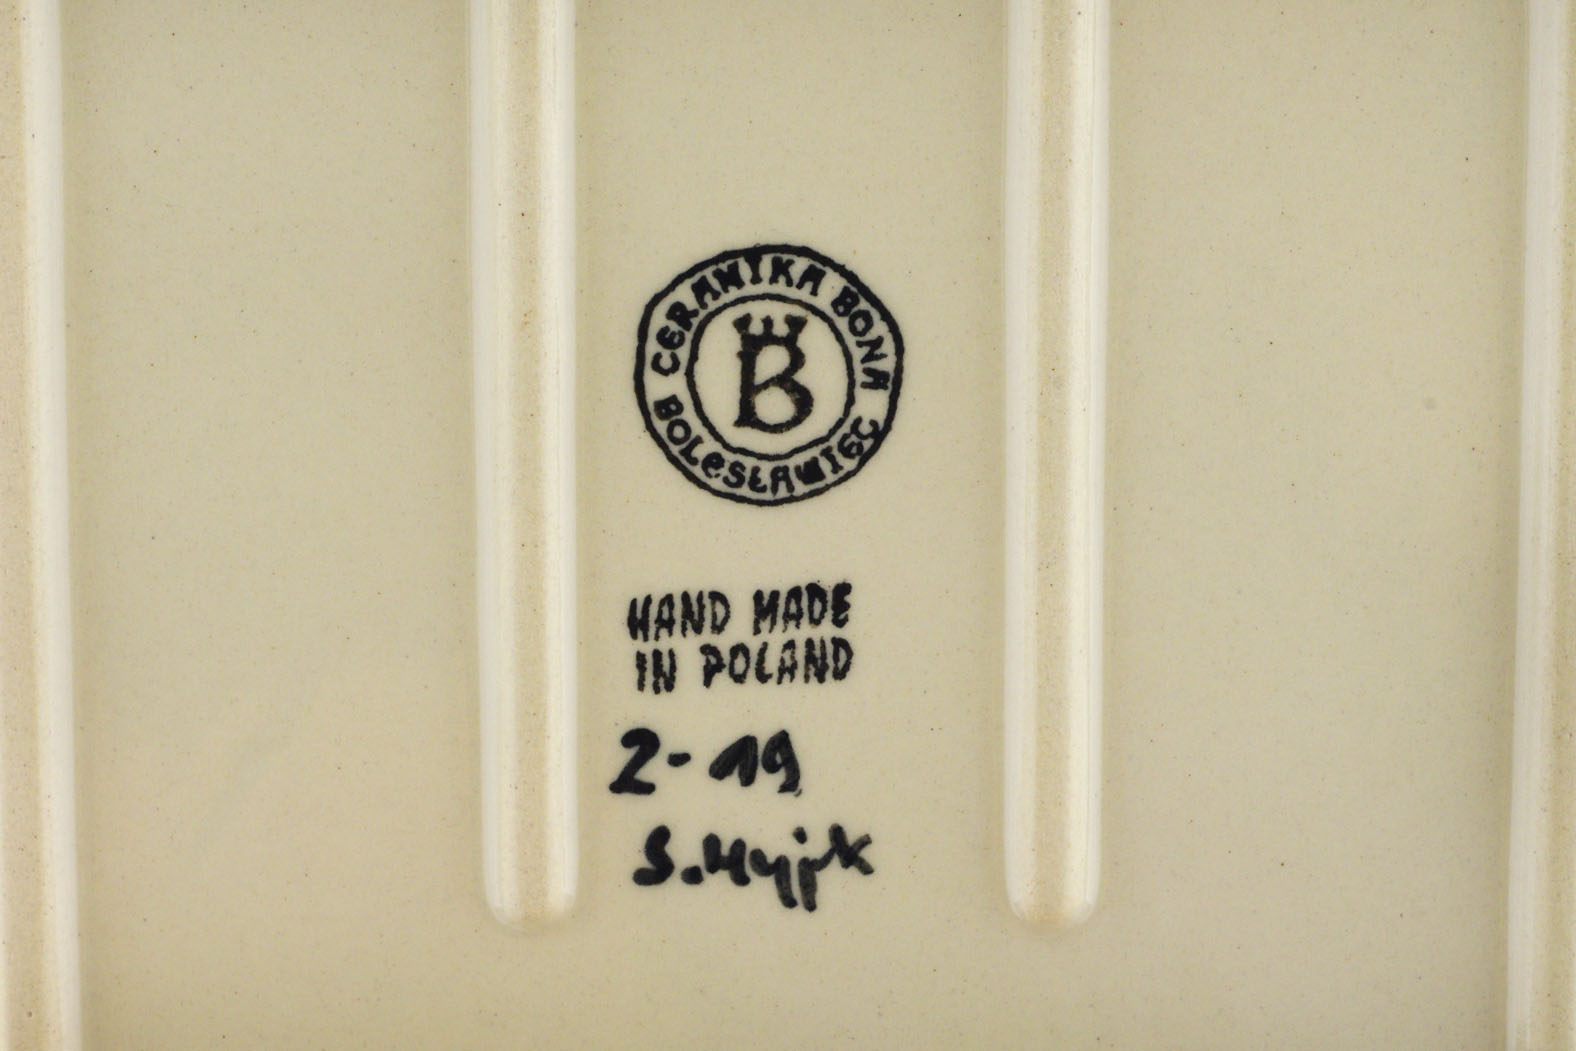 CERAMIKA BONA
BOLESŁAWIEC
B
HAND MADE
IN POLAND
2-19
S.